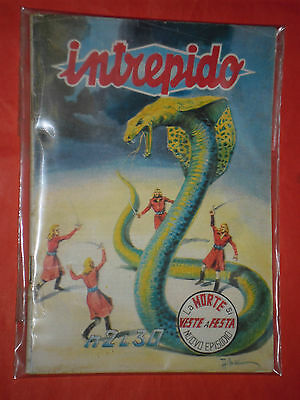 intrepido
LA MORTE SI
VESTE A FESTA
NUOVO EPISODIO